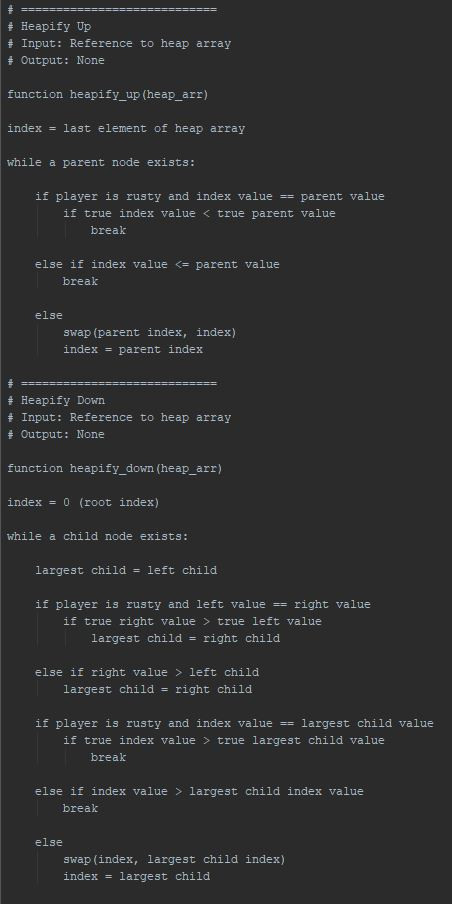 # ============================
# Heapify Up
# Input: Reference to heap array
# Output: None
function heapify_up(heap_arr)
index = last element of heap array
while a parent node exists:
if player is rusty and index value == parent value
if true index value < true parent value
break
else if index value <= parent value
break
else
swap(parent index, index)
index = parent index
# ============================
# Heapify Down
# Input: Reference to heap array
# Output: None
function heapify_down(heap_arr)
index = 0 (root index)
while a child node exists:
largest child = left child
if player is rusty and left value == right value
if true right value > true left value
largest child = right child
else if right value > left child
largest child = right child
if player is rusty and index value == largest child value
if true index value > true largest child value
break
else if index value > largest child index value
break
else
swap(index, largest child index)
index = largest child